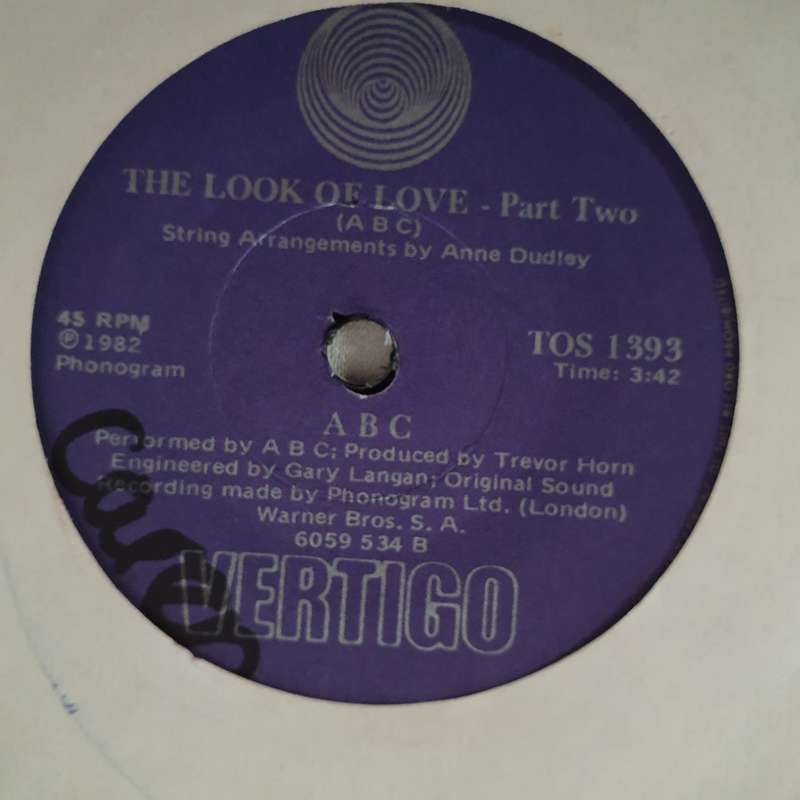 THE LOOK OF LOVE - Part Two
(A B C)
String Arrangements by Anne Dudley
45 RPM
℗ 1982
Phonogram
TOS 1393
Time: 3:42
A B C
Performed by A B C; Produced by Trevor Horn
Engineered by Gary Langan; Original Sound
Recording made by Phonogram Ltd. (London)
Warner Bros. S. A.
6059 534 B
VERTIGO